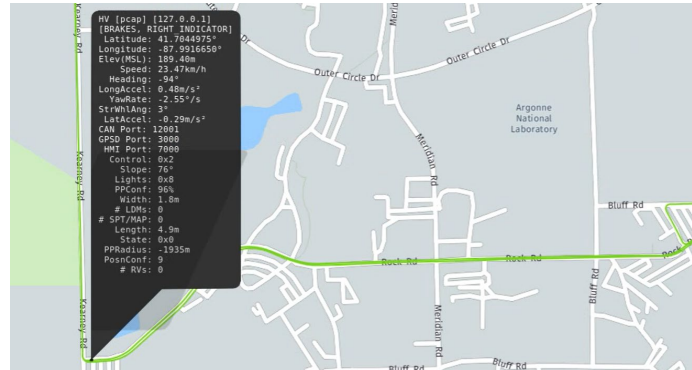 HV [pcap] [127.0.0.1]
[BRAKES, RIGHT_INDICATOR]
Latitude: 41.7044975°
Longitude: -87.9916650°
Elev(MSL): 189.40m
Speed: 23.47km/h
Heading: -94°
LongAccel: 0.48m/s²
YawRate: -2.55°/s
StrWhlAng: 3°
LatAccel: -0.29m/s²
CAN Port: 12001
GPSD Port: 3000
HMI Port: 7000
Control: 0x2
Slope: 76°
Lights: 0x8
PPConf: 96%
Width: 1.8m
# LDMs: 0
# SPT/MAP: 0
Length: 4.9m
State: 0x0
PPRadius: -1935m
PosnConf: 9
# RVs: 0
Kearney Rd
Kearney Rd
Kearney Rd
Outer Circle Dr
Outer Circle Dr
Meridian Rd
Meridian Rd
Argonne
National
Laboratory
Bluff Rd
Bluff Rd
Bluff Rd
Bluff Rd
Rock Rd
Rock Rd